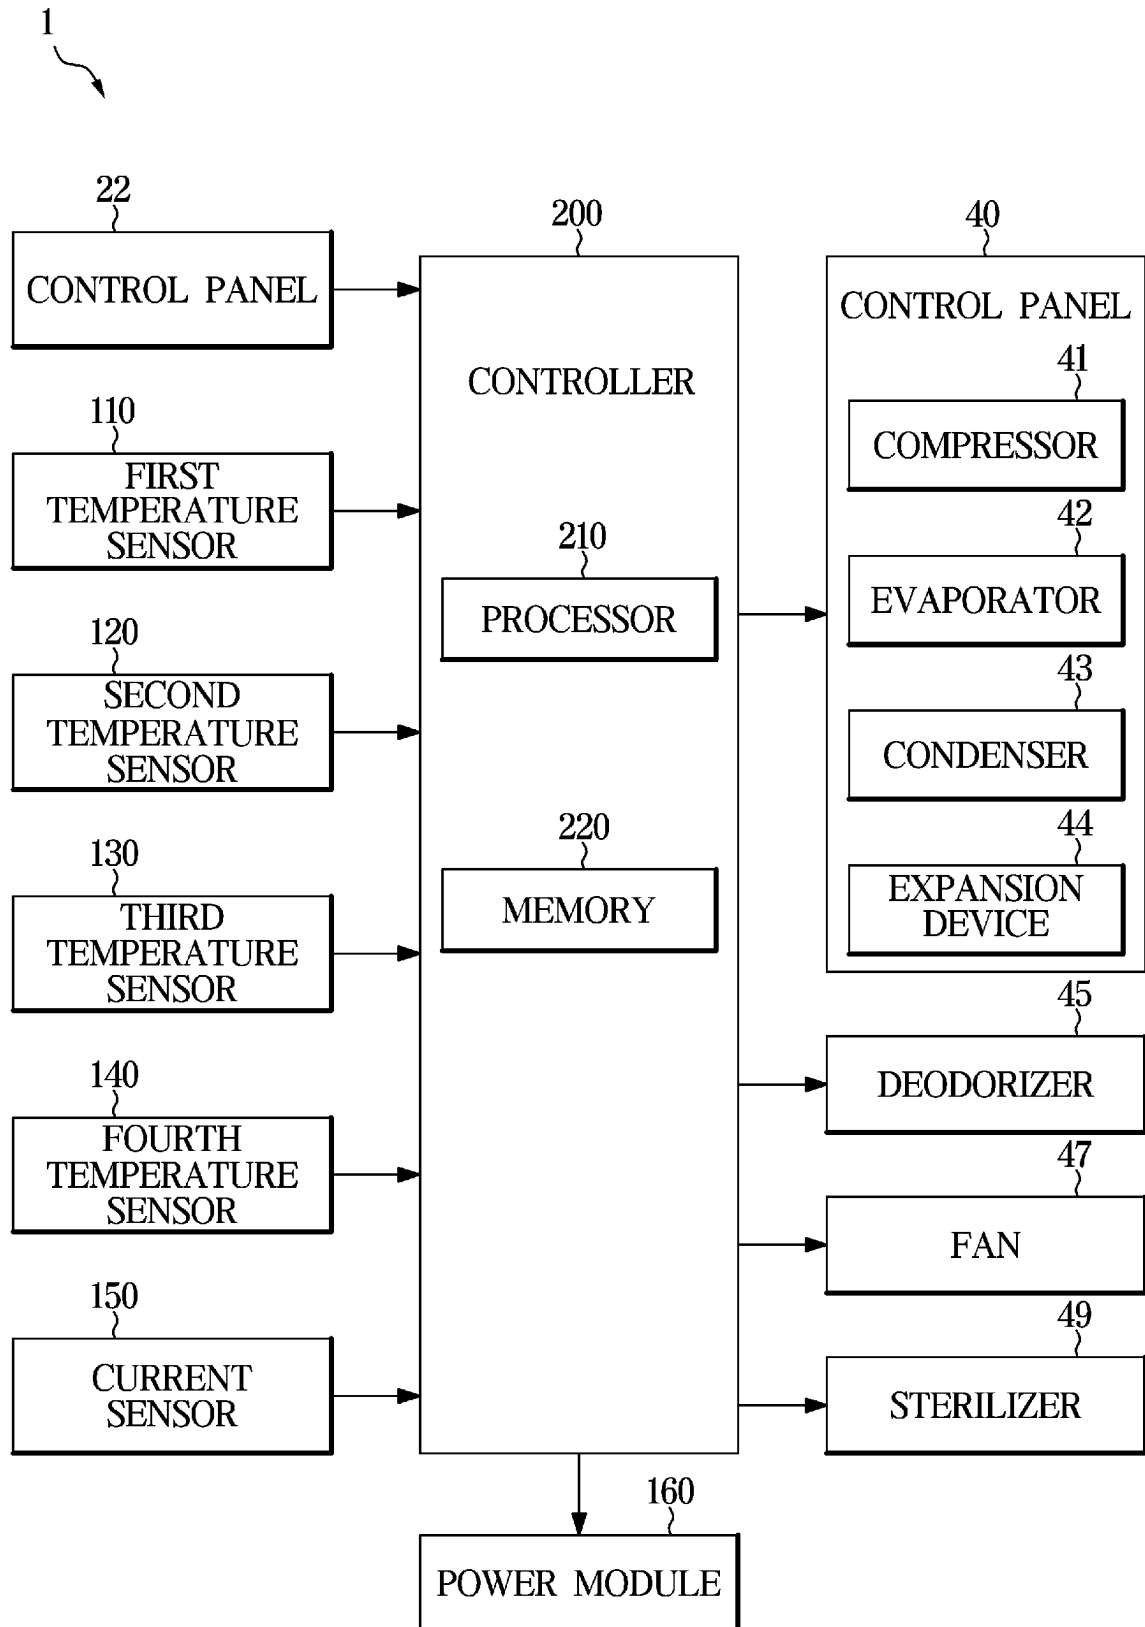 1
22
CONTROL PANEL
110
FIRST
TEMPERATURE
SENSOR
120
SECOND
TEMPERATURE
SENSOR
130
THIRD
TEMPERATURE
SENSOR
140
FOURTH
TEMPERATURE
SENSOR
150
CURRENT
SENSOR
200
CONTROLLER
210
PROCESSOR
220
MEMORY
160
POWER MODULE
40
CONTROL PANEL
41
COMPRESSOR
42
EVAPORATOR
43
CONDENSER
44
EXPANSION
DEVICE
45
DEODORIZER
47
FAN
49
STERILIZER